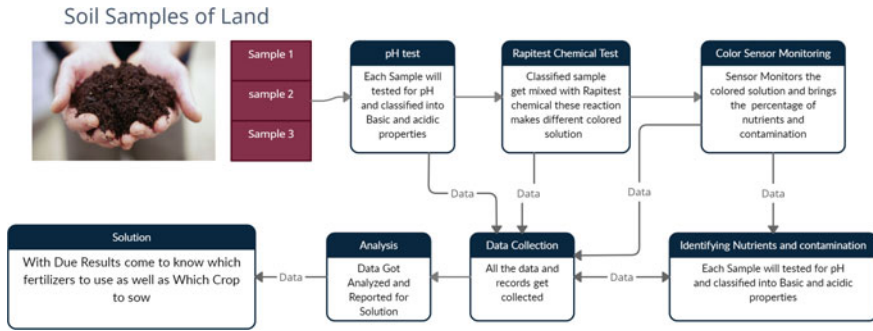 Soil Samples of Land
Sample 1
sample 2
Sample 3
pH test
Each Sample will
tested for pH
and classified into
Basic and acidic
properties
Rapitest Chemical Test
Classified sample
get mixed with Rapitest
chemical these reaction
makes different colored
solution
Color Sensor Monitoring
Sensor Monitors the
colored solution and brings
the percentage of
nutrients and
contamination
Data
Data
Data
Data
Solution
With Due Results come to know which
fertilizers to use as well as Which Crop
to sow
Data
Analysis
Data Got
Analyzed and
Reported for
Solution
Data Collection
All the data and
records get
collected
Data
Identifying Nutrients and contamination
Each Sample will tested for pH
and classified into Basic and acidic
properties